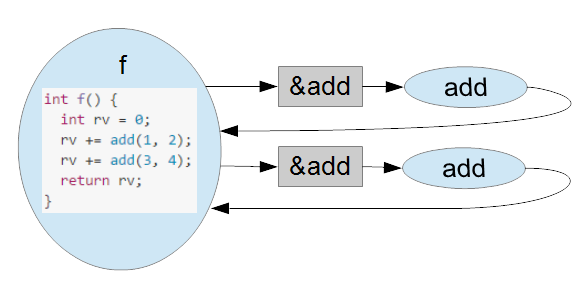 f
int f() {
  int rv = 0;
  rv += add(1, 2);
  rv += add(3, 4);
  return rv;
}
&add
add
&add
add